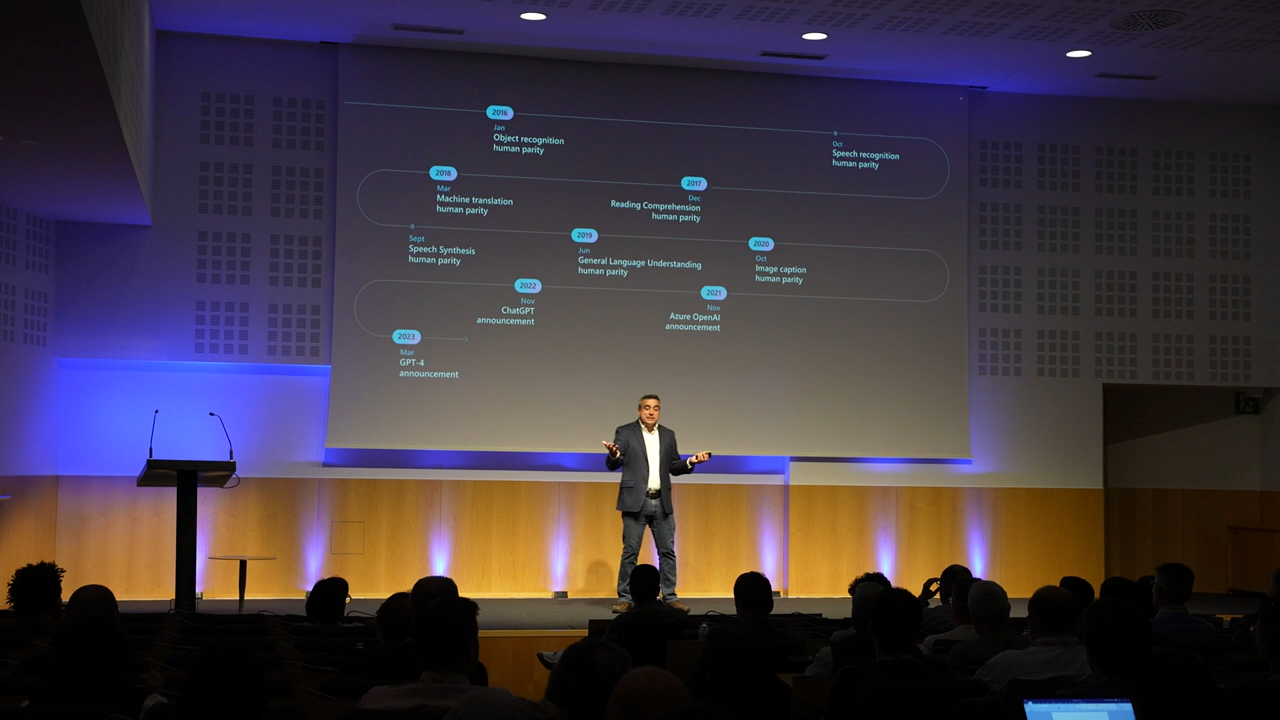 2016
Jan
Object recognition
human parity
Oct
Speech recognition
human parity
2017
Dec
Reading Comprehension
human parity
2018
Mar
Machine translation
human parity
Sept
Speech Synthesis
human parity
2019
Jun
General Language Understanding
human parity
2020
Oct
Image caption
human parity
2021
Nov
Azure OpenAI
announcement
2022
Nov
ChatGPT
announcement
2023
Mar
GPT-4
announcement